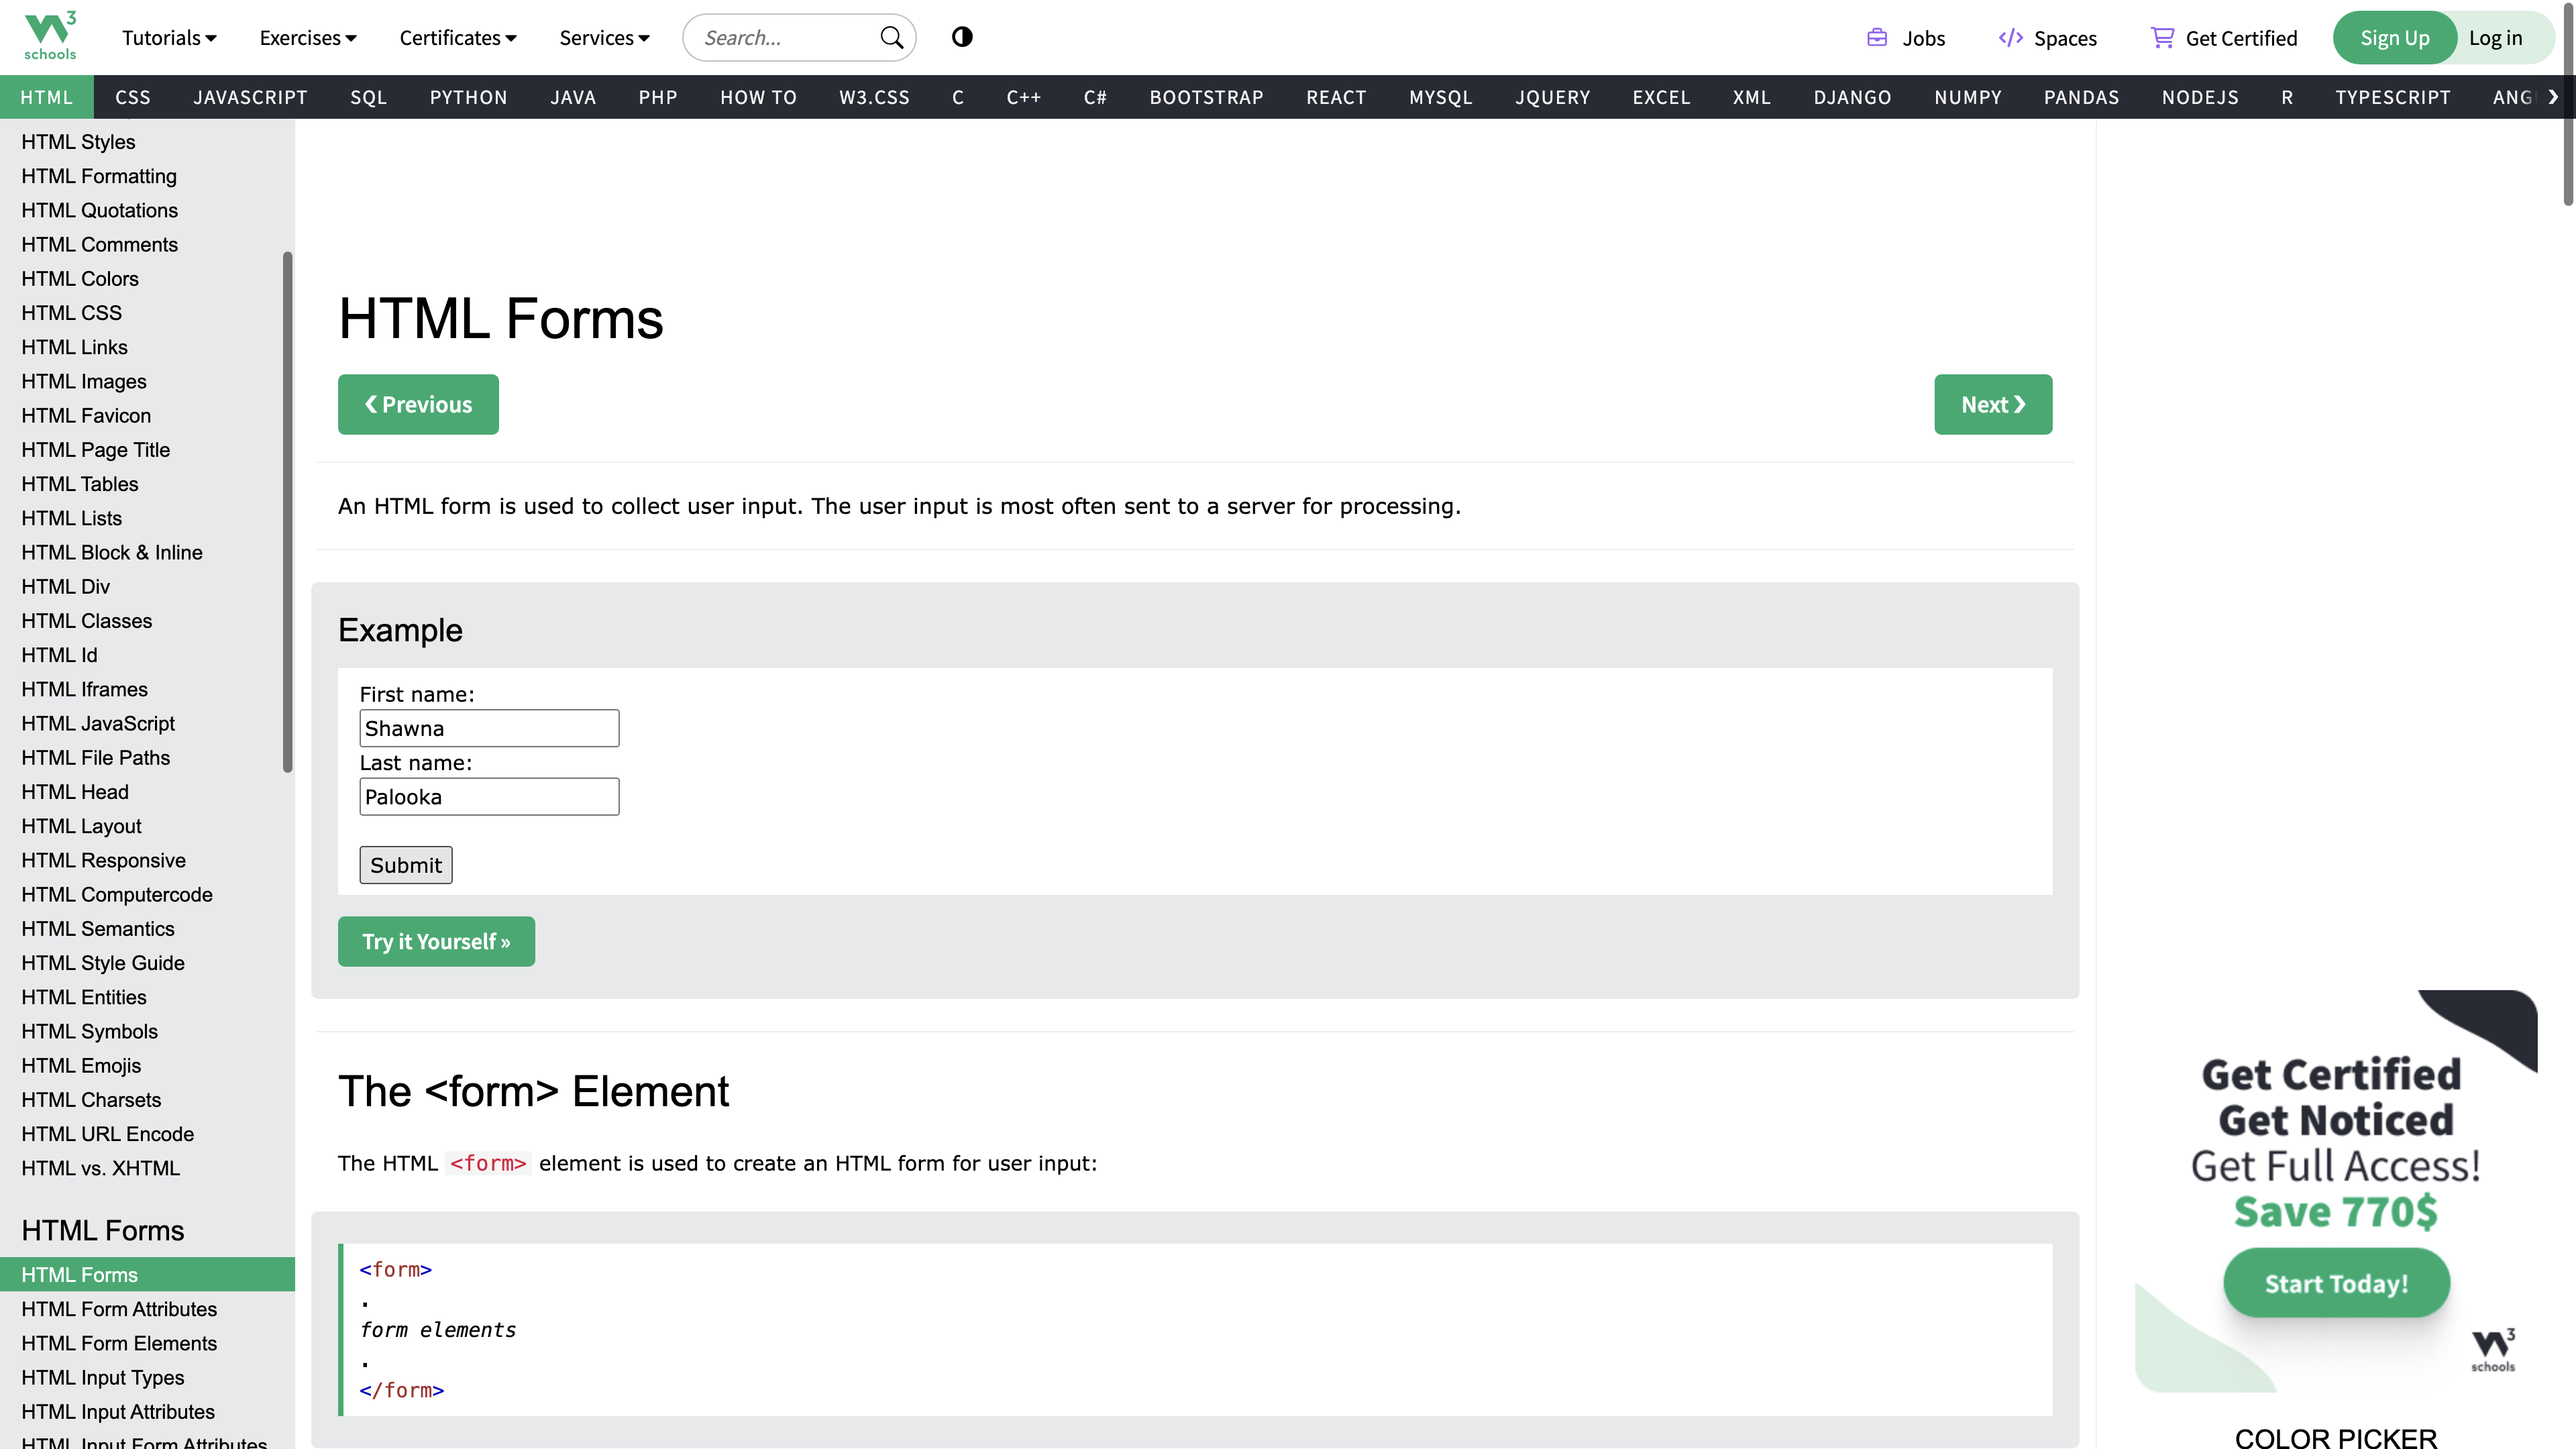 3
schools
Tutorials
Exercises
Certificates
Services
Search...
Jobs
Spaces
Get Certified
Sign Up
Log in
HTML CSS JAVASCRIPT SQL PYTHON JAVA PHP HOW TO W3.CSS C C++ C# BOOTSTRAP REACT MYSQL JQUERY EXCEL XML DJANGO NUMPY PANDAS NODEJS R TYPESCRIPT ANG ❯
HTML Styles
HTML Formatting
HTML Quotations
HTML Comments
HTML Colors
HTML CSS
HTML Links
HTML Images
HTML Favicon
HTML Page Title
HTML Tables
HTML Lists
HTML Block & Inline
HTML Div
HTML Classes
HTML Id
HTML Iframes
HTML JavaScript
HTML File Paths
HTML Head
HTML Layout
HTML Responsive
HTML Computercode
HTML Semantics
HTML Style Guide
HTML Entities
HTML Symbols
HTML Emojis
HTML Charsets
HTML URL Encode
HTML vs. XHTML
HTML Forms
HTML Forms
HTML Form Attributes
HTML Form Elements
HTML Input Types
HTML Input Attributes
HTML Input Form Attributes
HTML Forms
❮ Previous
Next ❯
An HTML form is used to collect user input. The user input is most often sent to a server for processing.
Example
First name:
Shawna
Last name:
Palooka
Submit
Try it Yourself »
The <form> Element
The HTML <form> element is used to create an HTML form for user input:
<form>
.
form elements
.
</form>
Get Certified
Get Noticed
Get Full Access!
Save 770$
Start Today!
3
schools
COLOR PICKER